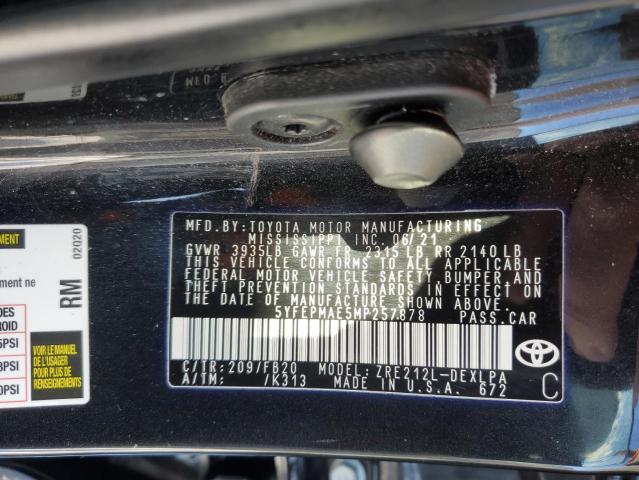 MFD.BY:TOYOTA MOTOR MANUFACTURING
MISSISSIPPI INC. 06/21
GVWR 3935LB GAWR FR 2315 LB RR 2140 LB
THIS VEHICLE CONFORMS TO ALL APPLICABLE
FEDERAL MOTOR VEHICLE SAFETY, BUMPER, AND
THEFT PREVENTION STANDARDS IN EFFECT ON
THE DATE OF MANUFACTURE SHOWN ABOVE.
5YFEPMAE5MP257878 PASS.CAR
C/TR:209/FB20 MODEL:ZRE212L-DEXLPA
A/TM: /K313 MADE IN U.S.A. 672
C
RM
02020
VOIR LE MANUEL
DE L'USAGER
POUR PLUS DE
RENSEIGNEMENTS